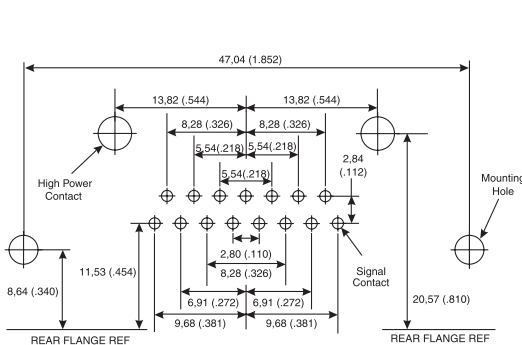 47,04 (1.852)
13,82 (.544)
13,82 (.544)
8,28 (.326)
8,28 (.326)
5,54(.218)
5,54(.218)
5,54(.218)
2,84
(.112)
High Power
Contact
Mounting
Hole
2,80 (.110)
8,28 (.326)
Signal
Contact
11,53 (.454)
8,64 (.340)
6,91 (.272)
6,91 (.272)
20,57 (.810)
9,68 (.381)
9,68 (.381)
REAR FLANGE REF
REAR FLANGE REF